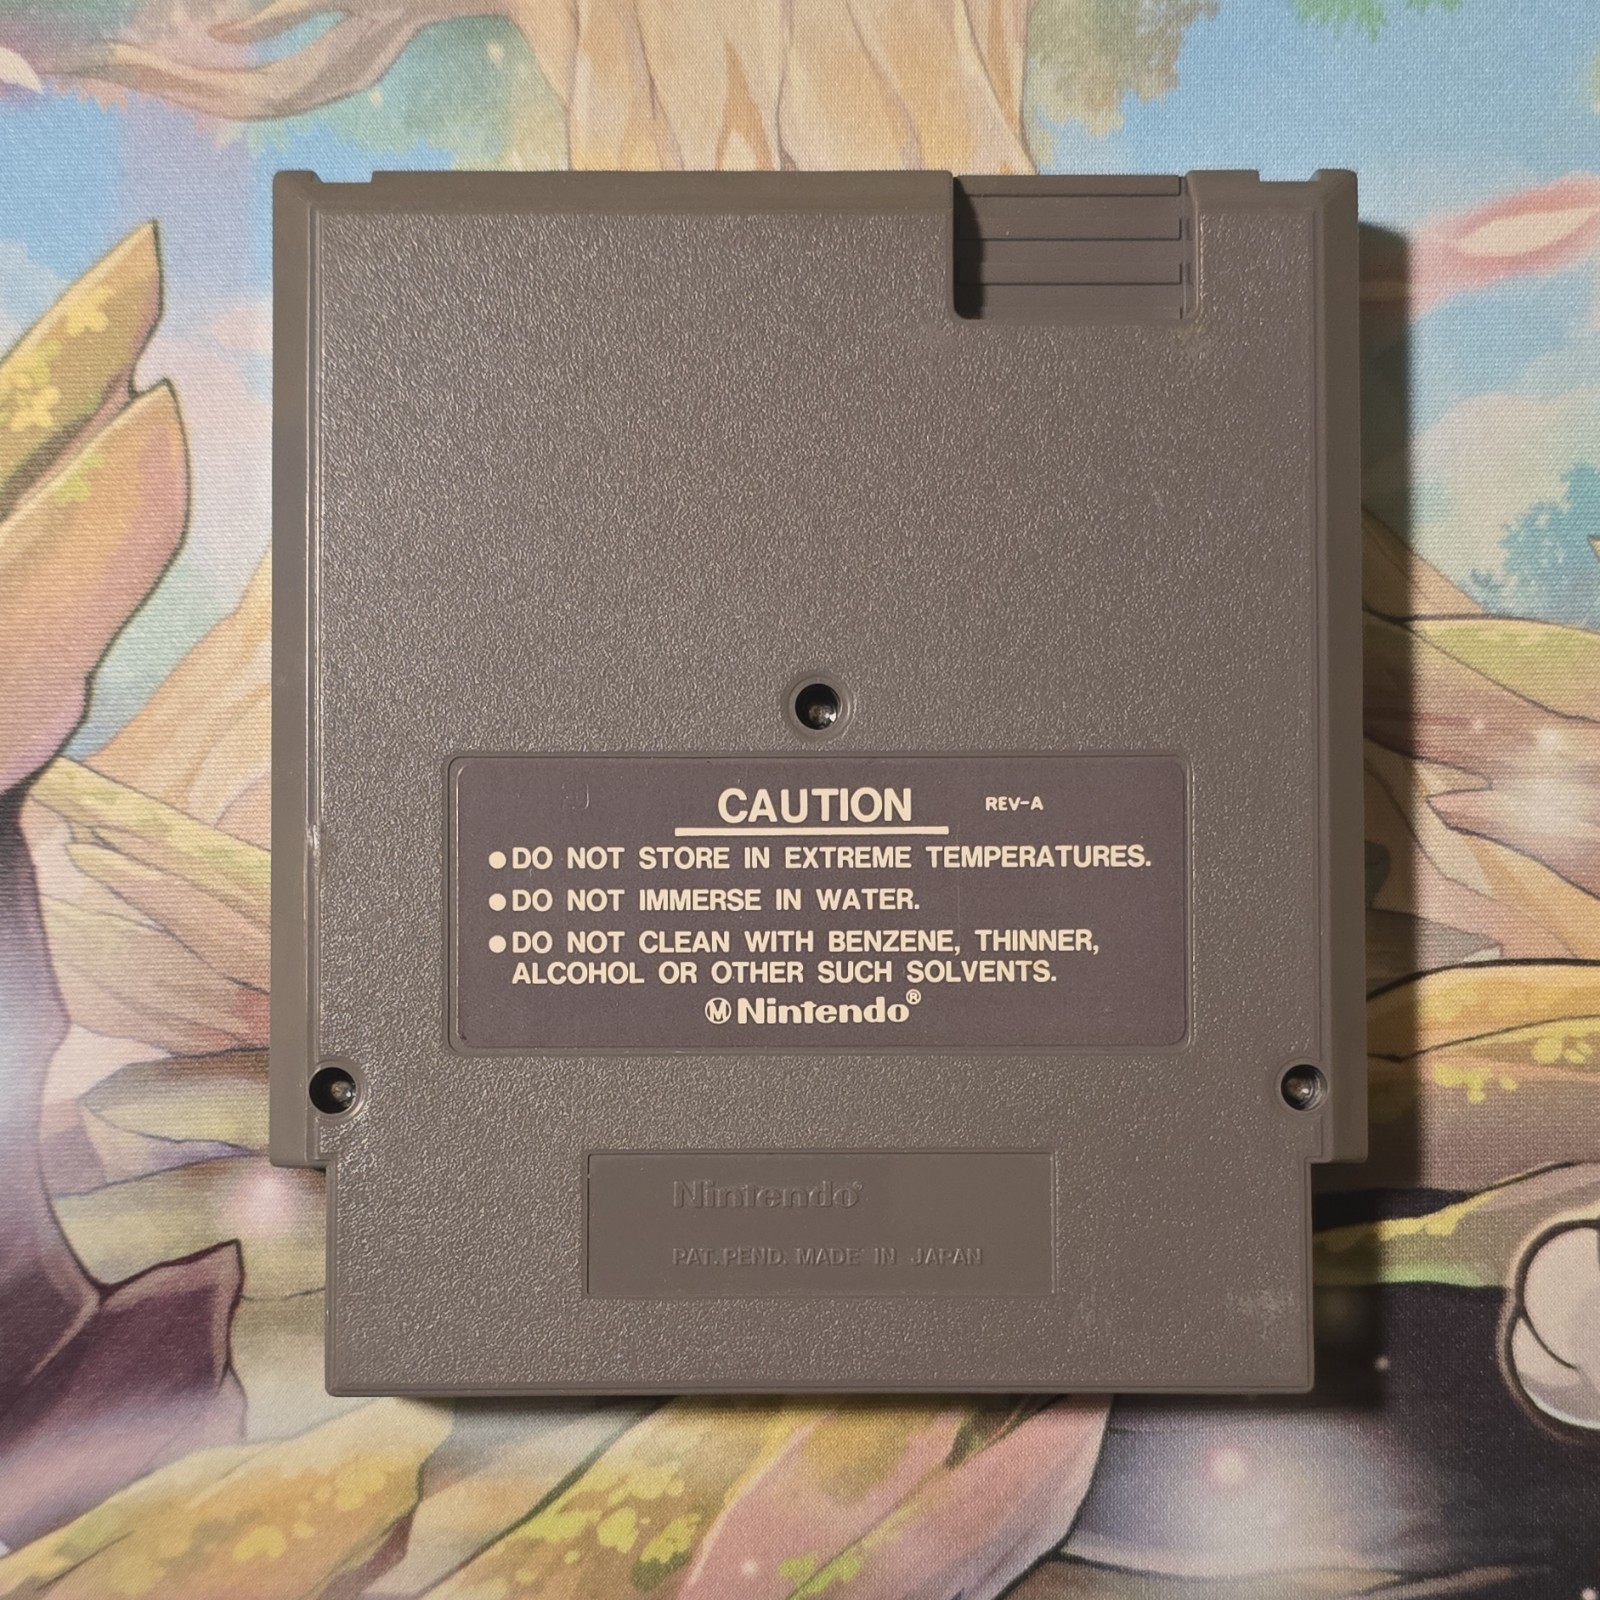 CAUTION REV-A
●DO NOT STORE IN EXTREME TEMPERATURES.
●DO NOT IMMERSE IN WATER.
●DO NOT CLEAN WITH BENZENE, THINNER,
ALCOHOL OR OTHER SUCH SOLVENTS.
Ⓜ Nintendo®
Nintendo®
PAT. PEND. MADE IN JAPAN